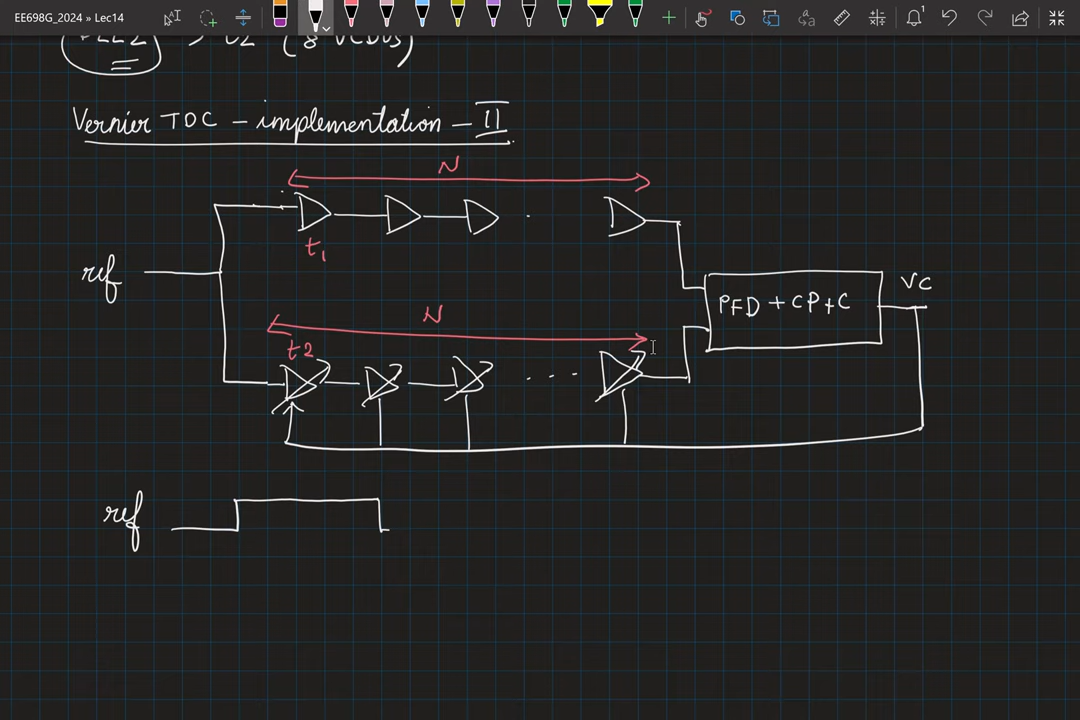 EE698G_2024 » Lec14
Vernier TDC – implementation – II
N
t1
ref
PFD + CP + C
VC
N
t2
ref